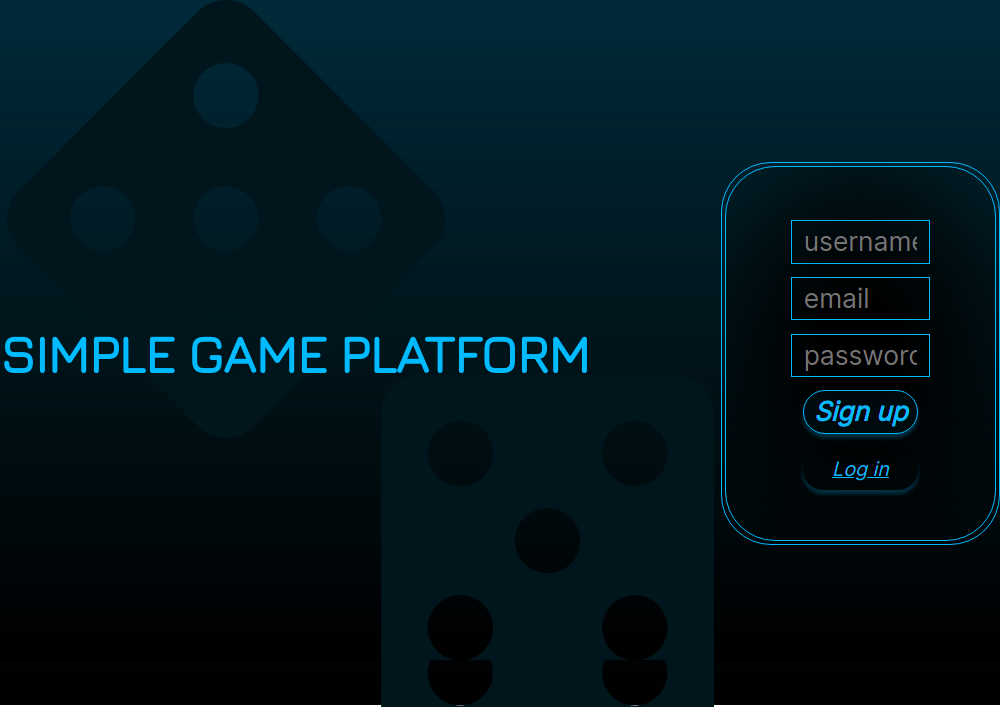 SIMPLE GAME PLATFORM
username
email
password
Sign up
Log in